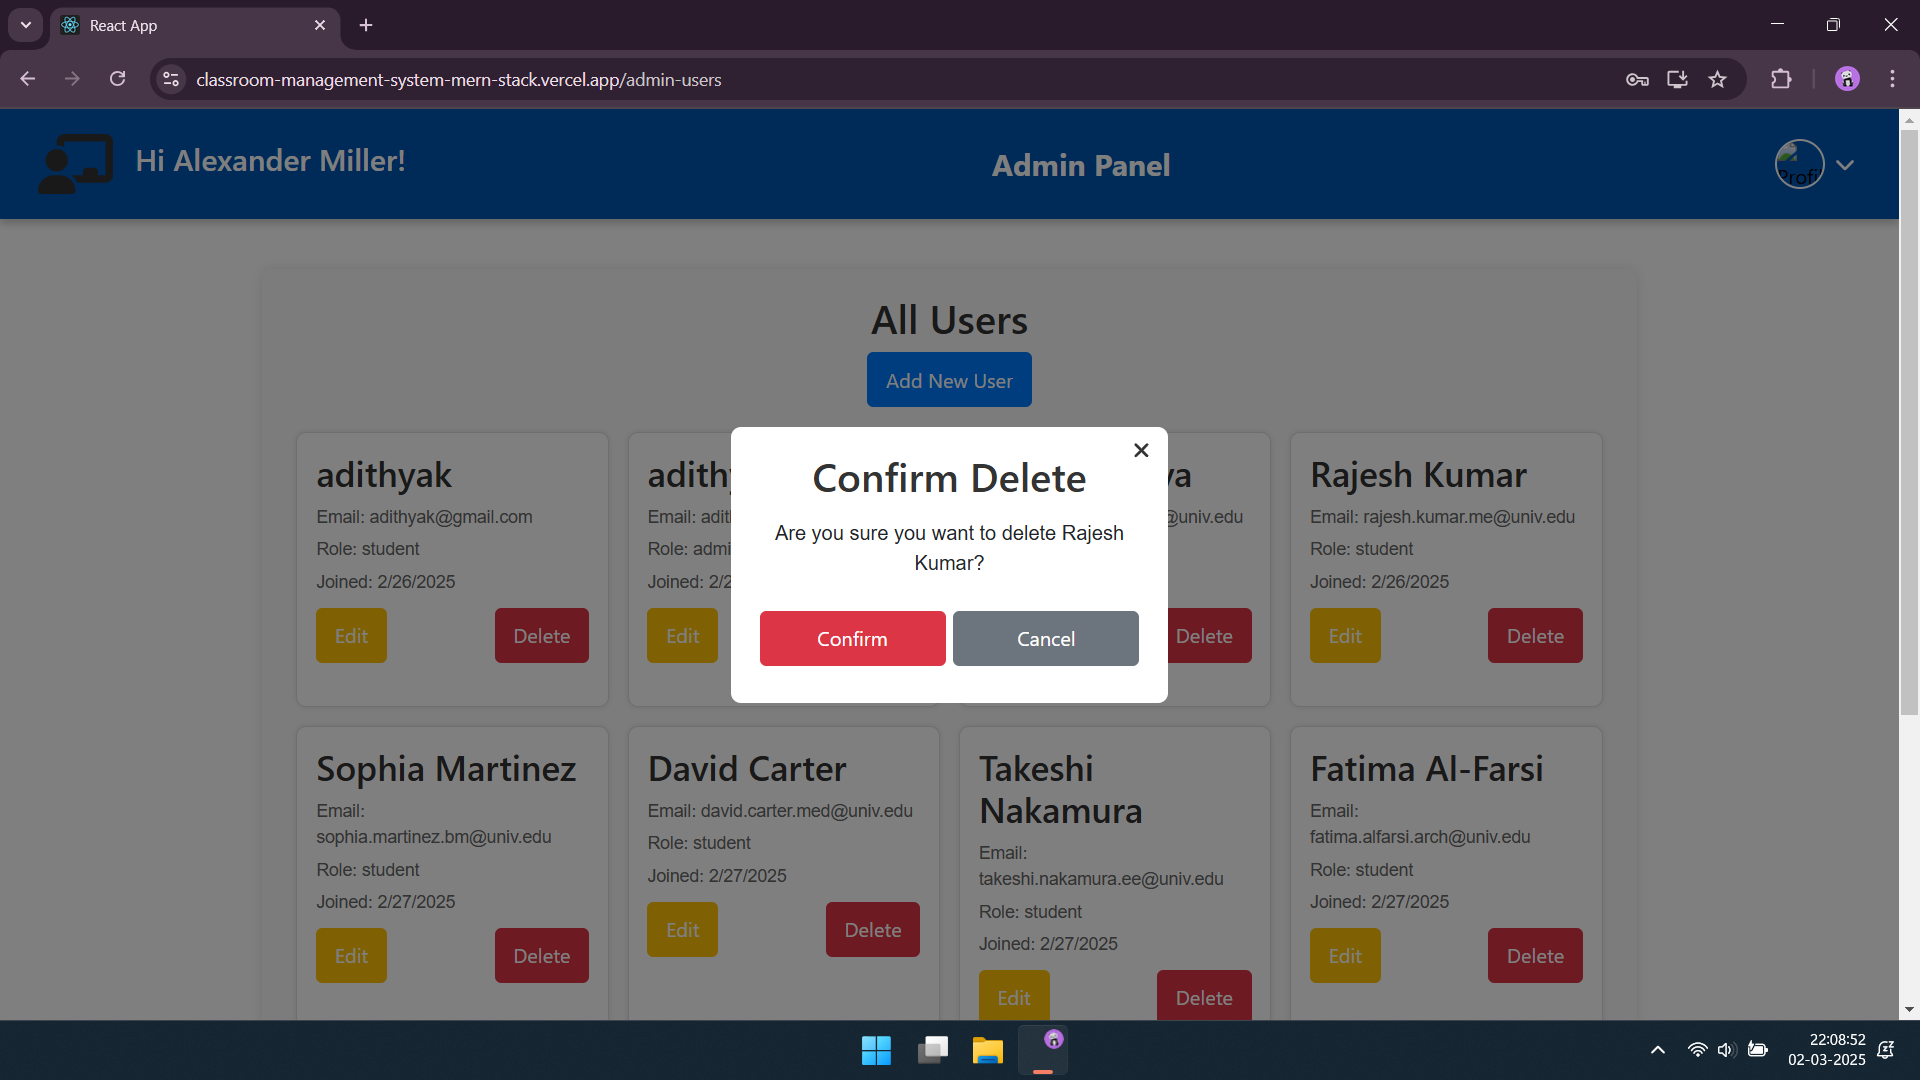 React App
classroom-management-system-mern-stack.vercel.app/admin-users
Hi Alexander Miller!
Admin Panel
Profi
All Users
Add New User
adithyak
Email: adithyak@gmail.com
Role: student
Joined: 2/26/2025
Edit
Delete
adithy
Email: adit
Role: admi
Joined: 2/2
Edit
ya
@univ.edu
Delete
Rajesh Kumar
Email: rajesh.kumar.me@univ.edu
Role: student
Joined: 2/26/2025
Edit
Delete
Confirm Delete
Are you sure you want to delete Rajesh
Kumar?
Confirm
Cancel
Sophia Martinez
Email:
sophia.martinez.bm@univ.edu
Role: student
Joined: 2/27/2025
Edit
Delete
David Carter
Email: david.carter.med@univ.edu
Role: student
Joined: 2/27/2025
Edit
Delete
Takeshi
Nakamura
Email:
takeshi.nakamura.ee@univ.edu
Role: student
Joined: 2/27/2025
Edit
Delete
Fatima Al-Farsi
Email:
fatima.alfarsi.arch@univ.edu
Role: student
Joined: 2/27/2025
Edit
Delete
22:08:52
02-03-2025